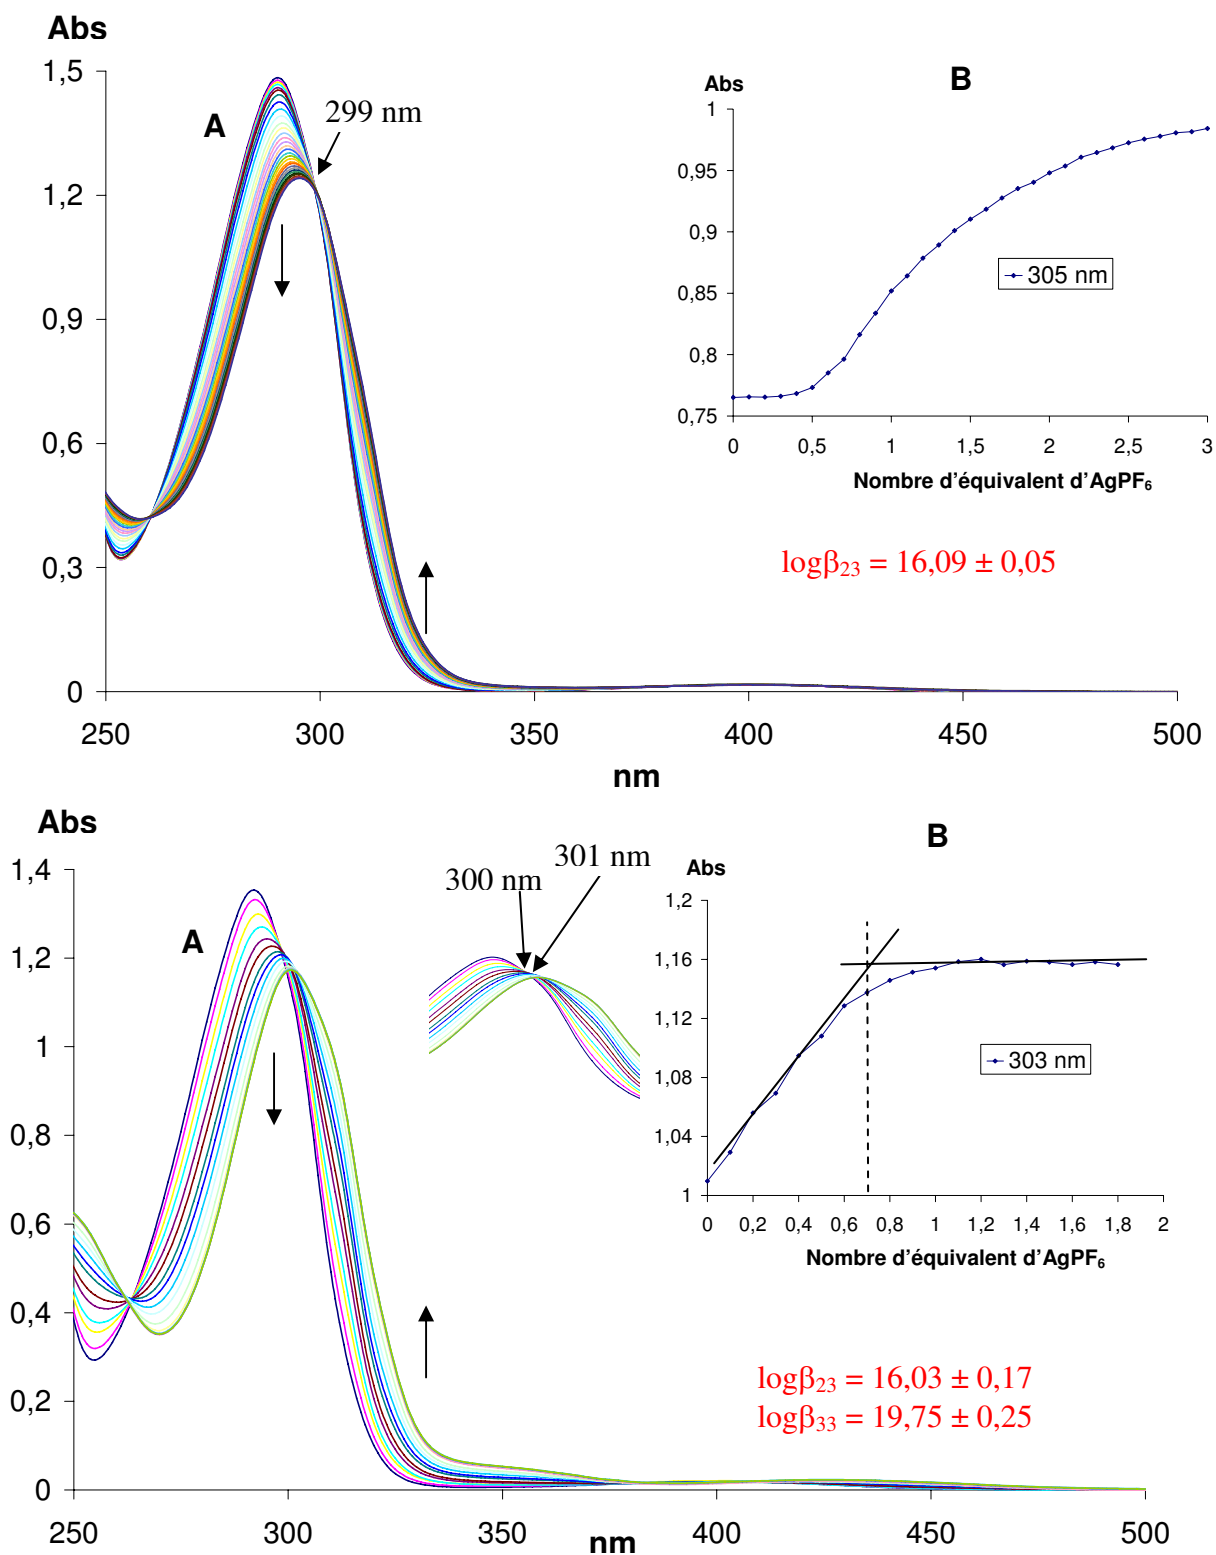 Abs
1,5
1,2
0,9
0,6
0,3
0
250 300 350 400 450 500
nm
A
299 nm
B
Abs
1
0,95
0,9
0,85
0,8
0,75
0 0,5 1 1,5 2 2,5 3
305 nm
Nombre d'équivalent d'AgPF₆
logβ₂₃ = 16,09 ± 0,05
Abs
1,4
1,2
1
0,8
0,6
0,4
0,2
0
250 300 350 400 450 500
nm
A
300 nm
301 nm
B
Abs
1,2
1,16
1,12
1,08
1,04
1
0 0,2 0,4 0,6 0,8 1 1,2 1,4 1,6 1,8 2
303 nm
Nombre d'équivalent d'AgPF₆
logβ₂₃ = 16,03 ± 0,17
logβ₃₃ = 19,75 ± 0,25